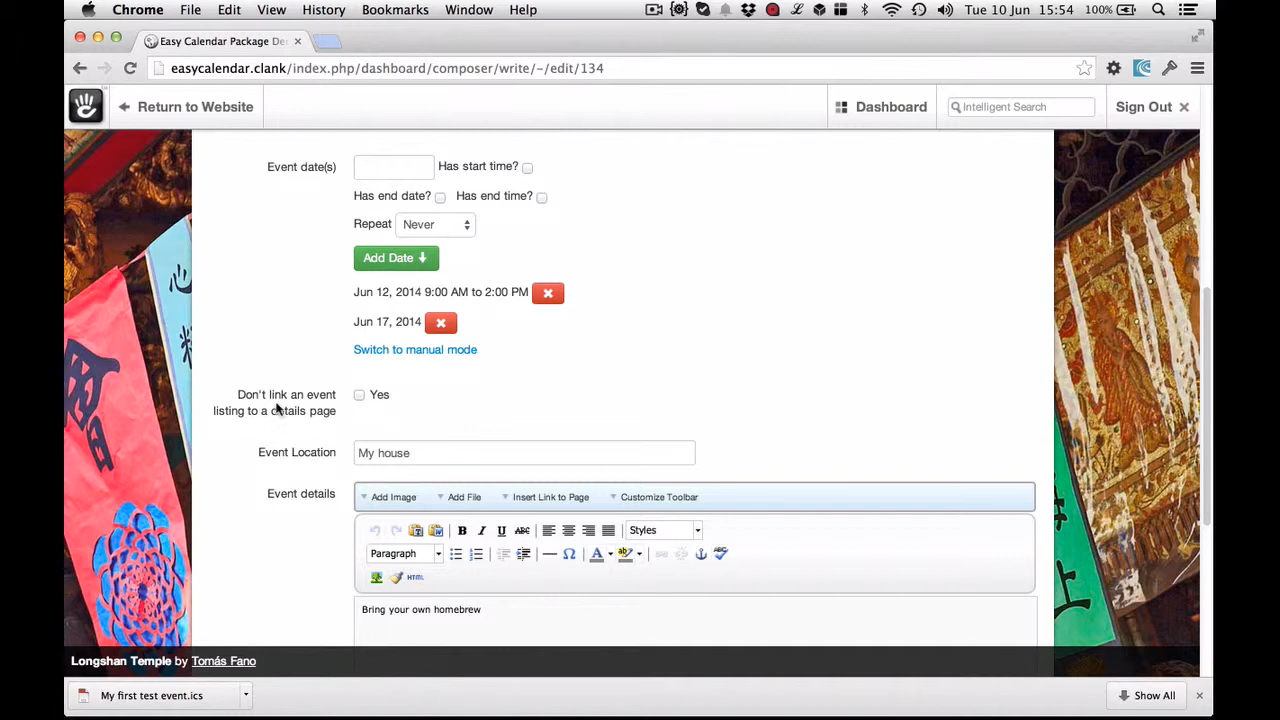 Chrome File Edit View History Bookmarks Window Help Tue 10 Jun 15:54 100%
Easy Calendar Package De
easycalendar.clank/index.php/dashboard/composer/write/-/edit/134
Return to Website Dashboard Intelligent Search Sign Out
Event date(s) Has start time?
Has end date? Has end time?
Repeat Never
Add Date
Jun 12, 2014 9:00 AM to 2:00 PM
Jun 17, 2014
Switch to manual mode
Don't link an event
listing to a details page
Yes
Event Location My house
Event details Add Image Add File Insert Link to Page Customize Toolbar
B I U ABC Styles
Paragraph Ω A ab
HTML
Bring your own homebrew
Longshan Temple by Tomás Fano
My first test event.ics Show All